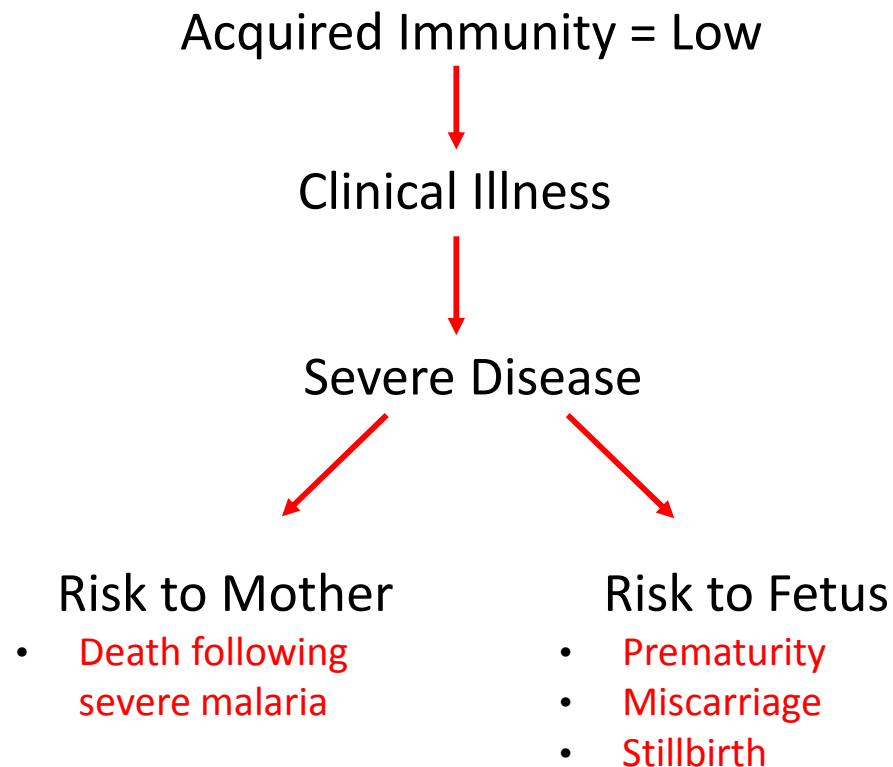 Acquired Immunity = Low
Clinical Illness
Severe Disease
Risk to Mother
• Death following
severe malaria
Risk to Fetus
• Prematurity
• Miscarriage
• Stillbirth